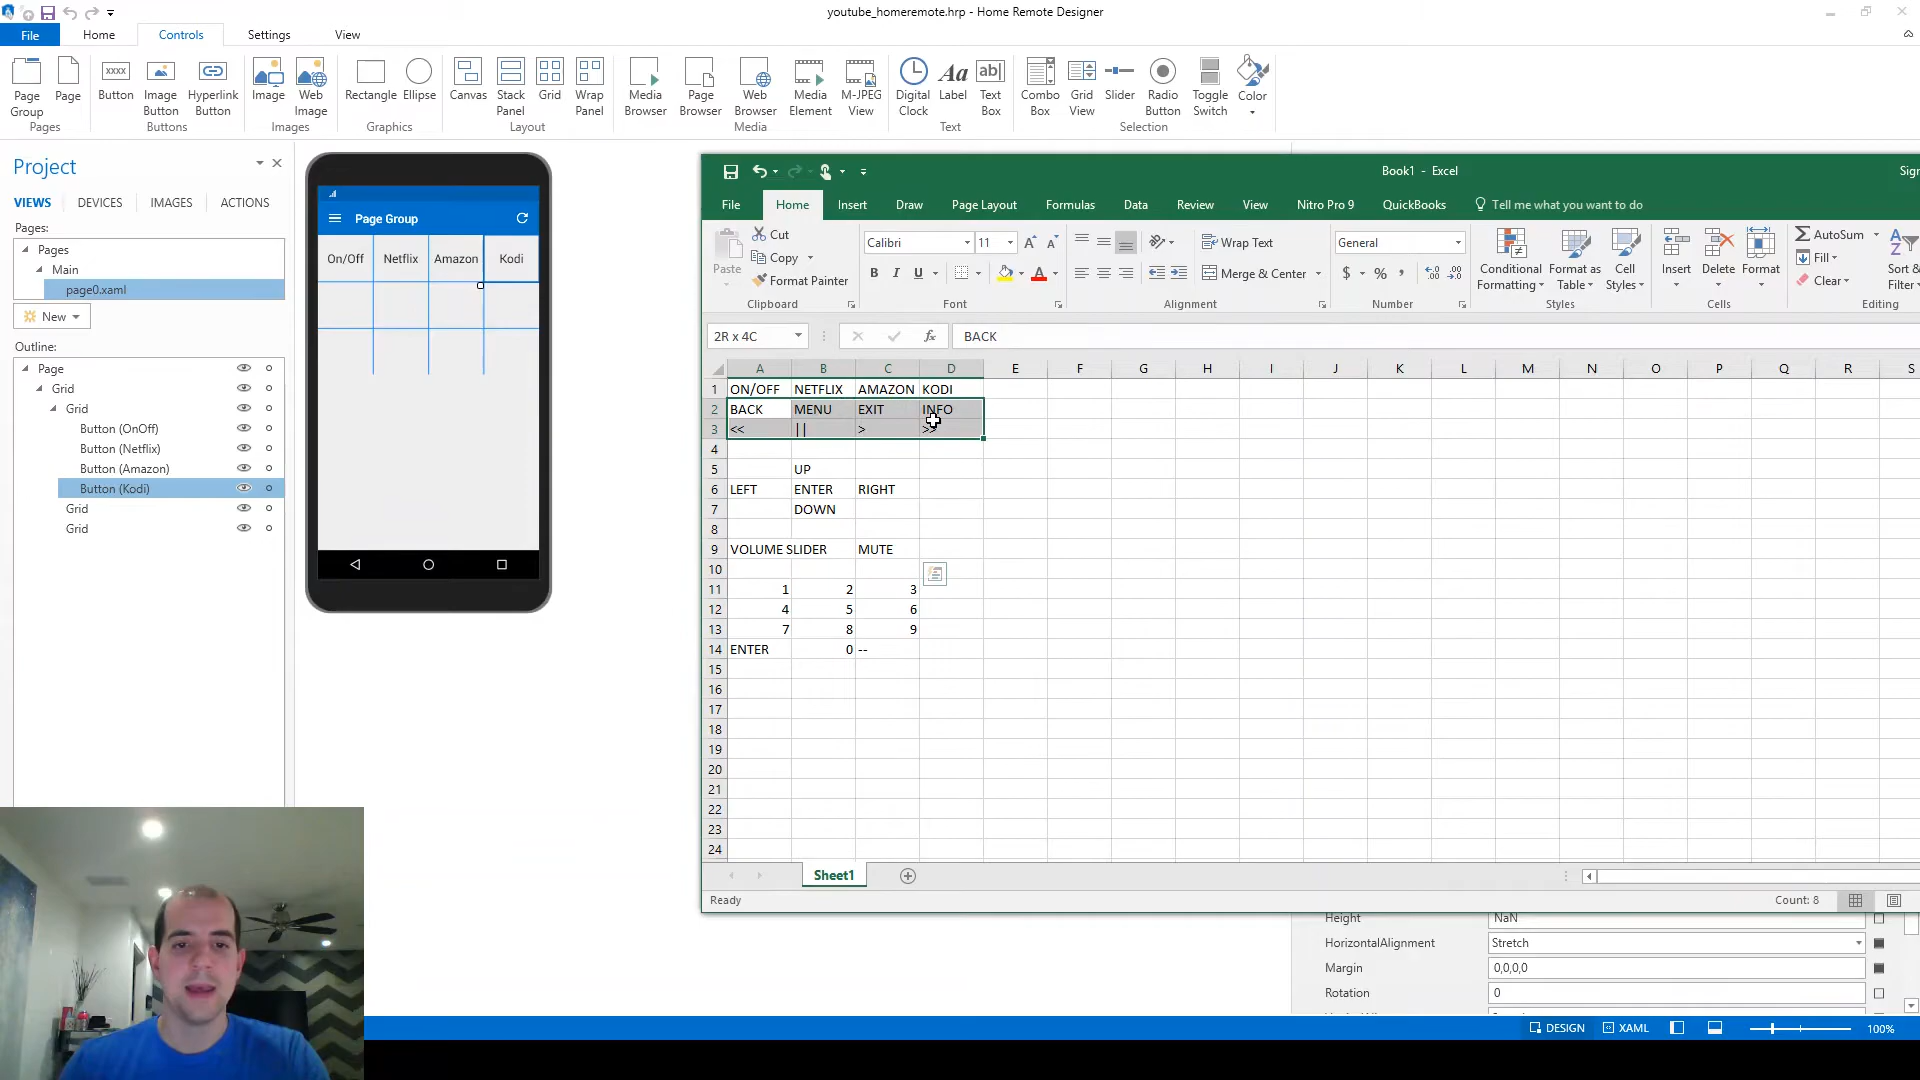 youtube_homeremote.hrp - Home Remote Designer
File Home Controls Settings View
Page Group
Page
Pages
Button
Image Button
Hyperlink Button
Buttons
Image
Web Image
Images
Rectangle
Ellipse
Graphics
Canvas
Stack Panel
Grid
Wrap Panel
Layout
Media Browser
Page Browser
Web Browser
Media Element
M-JPEG View
Media
Digital Clock
Aa
Label
ab|
Text Box
Text
Combo Box
Grid View
Slider
Radio Button
Toggle Switch
Color
Selection
Project
VIEWS DEVICES IMAGES ACTIONS
Pages:
Pages
Main
page0.xaml
New
Outline:
Page
Grid
Grid
Button (OnOff)
Button (Netflix)
Button (Amazon)
Button (Kodi)
Grid
Grid
Page Group
On/Off Netflix Amazon Kodi
Book1 - Excel
Sign
File Home Insert Draw Page Layout Formulas Data Review View Nitro Pro 9 QuickBooks Tell me what you want to do
Paste
Cut
Copy
Format Painter
Clipboard
Calibri 11
B I U
Font
Wrap Text
Merge & Center
Alignment
General
$ % ,
Number
Conditional Formatting
Format as Table
Cell Styles
Styles
Insert
Delete
Format
Cells
AutoSum
Fill
Clear
Sort &
Filter
Editing
2R x 4C fx BACK
A B C D E F G H I J K L M N O P Q R S
1 ON/OFF NETFLIX AMAZON KODI
2 BACK MENU EXIT INFO
3 << || > >>
4
5 UP
6 LEFT ENTER RIGHT
7 DOWN
8
9 VOLUME SLIDER MUTE
10
11 1 2 3
12 4 5 6
13 7 8 9
14 ENTER 0 --
15
16
17
18
19
20
21
22
23
24
Sheet1
Ready
Count: 8
Height NaN
HorizontalAlignment Stretch
Margin 0,0,0,0
Rotation 0
DESIGN XAML 100%